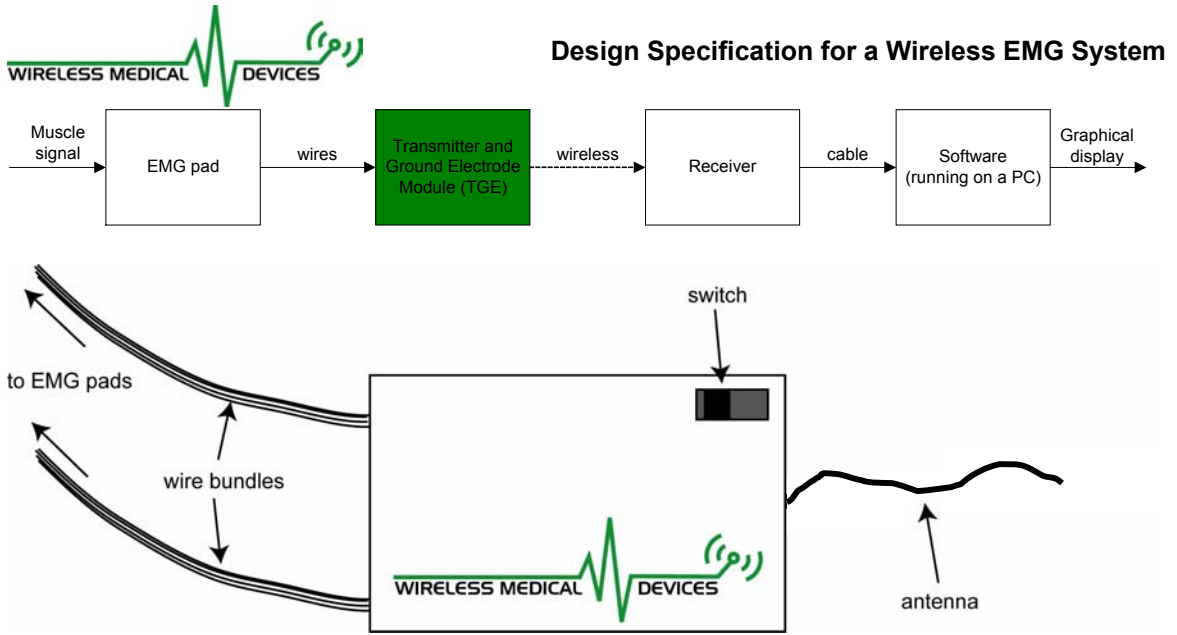 WIRELESS MEDICAL DEVICES
Design Specification for a Wireless EMG System
Muscle
signal
EMG pad
wires
Transmitter and
Ground Electrode
Module (TGE)
wireless
Receiver
cable
Software
(running on a PC)
Graphical
display
switch
to EMG pads
wire bundles
WIRELESS MEDICAL DEVICES
antenna